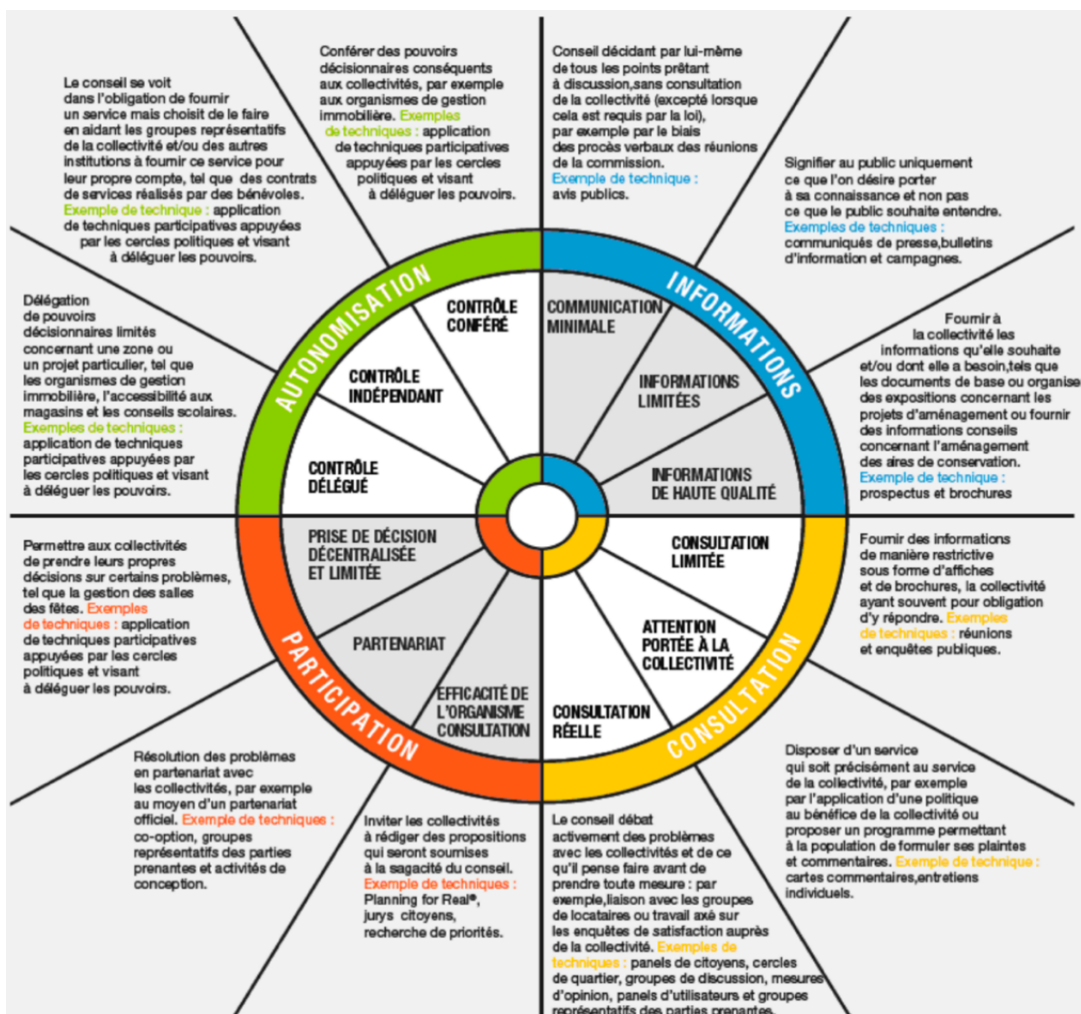 Conférer des pouvoirs
décisionnaires conséquents
aux collectivités, par exemple
aux organismes de gestion
immobilière. Exemples
de techniques : application
de techniques participatives
appuyées par les cercles
politiques et visant
à déléguer les pouvoirs.
Conseil décidant par lui-même
de tous les points prêtant
à discussion,sans consultation
de la collectivité (excepté lorsque
cela est requis par la loi),
par exemple par le biais
des procès verbaux des réunions
de la commission.
Exemple de technique :
avis publics.
Le conseil se voit
dans l'obligation de fournir
un service mais choisit de le faire
en aidant les groupes représentatifs
de la collectivité et/ou des autres
institutions à fournir ce service pour
leur propre compte, tel que des contrats
de services réalisés par des bénévoles.
Exemple de technique : application
de techniques participatives appuyées
par les cercles politiques et visant
à déléguer les pouvoirs.
Signifier au public uniquement
ce que l'on désire porter
à sa connaissance et non pas
ce que le public souhaite entendre.
Exemples de techniques :
communiqués de presse,bulletins
d'information et campagnes.
Délégation
de pouvoirs
décisionnaires limités
concernant une zone ou
un projet particulier, tel que
les organismes de gestion
immobilière, l'accessibilité aux
magasins et les conseils scolaires.
Exemples de techniques :
application de techniques
participatives appuyées par
les cercles politiques et visant
à déléguer les pouvoirs.
Fournir à
la collectivité les
informations qu'elle souhaite
et/ou dont elle a besoin,tels que
les documents de base ou organise
des expositions concernant les
projets d'aménagement ou fournir
des informations conseils
concernant l'aménagement
des aires de conservation.
Exemple de technique :
prospectus et brochures
AUTONOMISATION
INFORMATIONS
CONTRÔLE
CONFÉRÉ
COMMUNICATION
MINIMALE
CONTRÔLE
INDÉPENDANT
INFORMATIONS
LIMITÉES
CONTRÔLE
DÉLÉGUÉ
INFORMATIONS
DE HAUTE QUALITÉ
PRISE DE DÉCISION
DÉCENTRALISÉE
ET LIMITÉE
CONSULTATION
LIMITÉE
PARTENARIAT
ATTENTION
PORTÉE À LA
COLLECTIVITÉ
EFFICACITÉ DE
L'ORGANISME
CONSULTATION
CONSULTATION
RÉELLE
PARTICIPATION
CONSULTATION
Permettre aux collectivités
de prendre leurs propres
décisions sur certains problèmes,
tel que la gestion des salles
des fêtes. Exemples
de techniques : application
de techniques participatives
appuyées par les cercles
politiques et visant
à déléguer les pouvoirs.
Fournir des informations
de manière restrictive
sous forme d'affiches
et de brochures, la collectivité
ayant souvent pour obligation
d'y répondre. Exemples
de techniques : réunions
et enquêtes publiques.
Résolution des problèmes
en partenariat avec
les collectivités, par exemple
au moyen d'un partenariat
officiel. Exemple de techniques :
co-option, groupes
représentatifs des parties
prenantes et activités de
conception.
Inviter les collectivités
à rédiger des propositions
qui seront soumises
à la sagacité du conseil.
Exemple de techniques :
Planning for Real®,
jurys citoyens,
recherche de priorités.
Le conseil débat
activement des problèmes
avec les collectivités et de ce
qu'il pense faire avant de
prendre toute mesure : par
exemple,liaison avec les groupes
de locataires ou travail axé sur
les enquêtes de satisfaction auprès
de la collectivité. Exemples de
techniques : panels de citoyens, cercles
de quartier, groupes de discussion, mesures
d'opinion, panels d'utilisateurs et groupes
représentatifs des parties prenantes.
Disposer d'un service
qui soit précisément au service
de la collectivité, par exemple
par l'application d'une politique
au bénéfice de la collectivité ou
proposer un programme permettant
à la population de formuler ses plaintes
et commentaires. Exemple de technique :
cartes commentaires,entretiens
individuels.